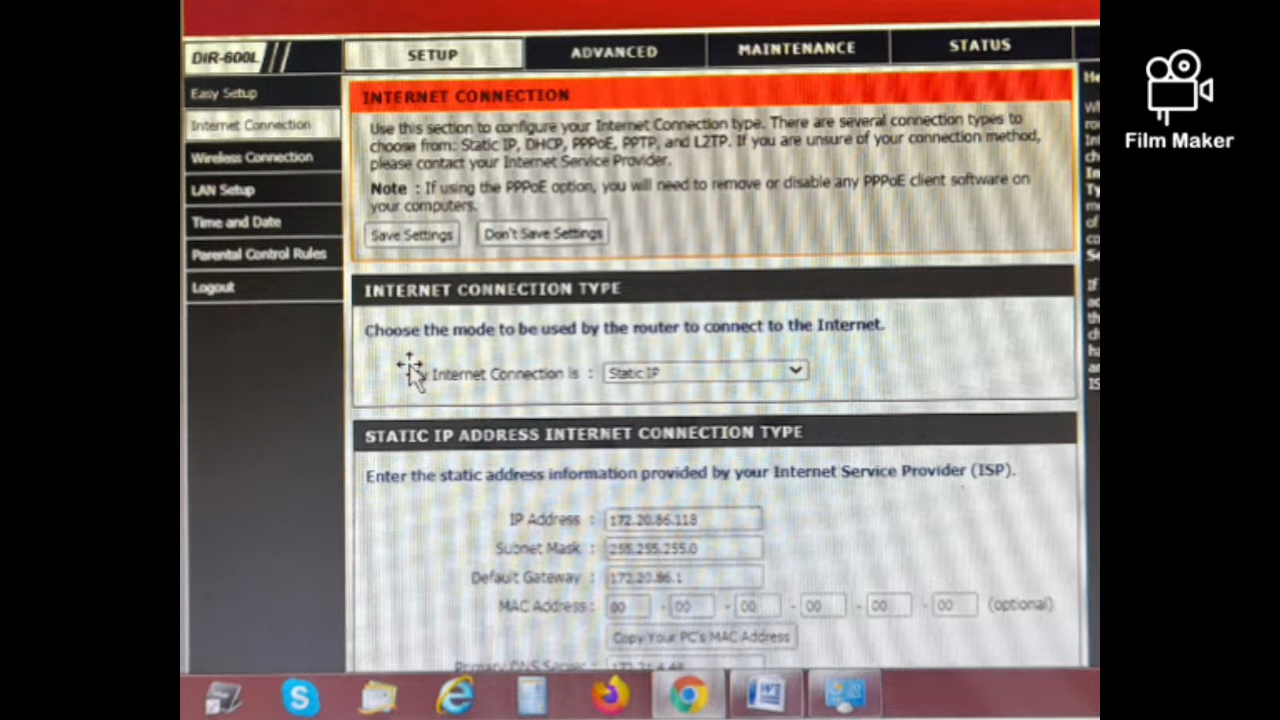 DIR-600L
SETUP
ADVANCED
MAINTENANCE
STATUS
Film Maker
Easy Setup
Internet Connection
Wireless Connection
LAN Setup
Time and Date
Parental Control Rules
Logout
INTERNET CONNECTION
Use this section to configure your Internet Connection type. There are several connection types to
choose from: Static IP, DHCP, PPPoE, PPTP, and L2TP. If you are unsure of your connection method,
please contact your Internet Service Provider.
Note : If using the PPPoE option, you will need to remove or disable any PPPoE client software on
your computers.
Save Settings
Don't Save Settings
INTERNET CONNECTION TYPE
Choose the mode to be used by the router to connect to the Internet.
Internet Connection is : Static IP
STATIC IP ADDRESS INTERNET CONNECTION TYPE
Enter the static address information provided by your Internet Service Provider (ISP).
IP Address : 172.20.86.118
Subnet Mask : 255.255.255.0
Default Gateway : 172.20.86.1
MAC Address : 00 - 00 - 00 - 00 - 00 - 00 (optional)
Copy Your PC's MAC Address
Primary DNS Server :